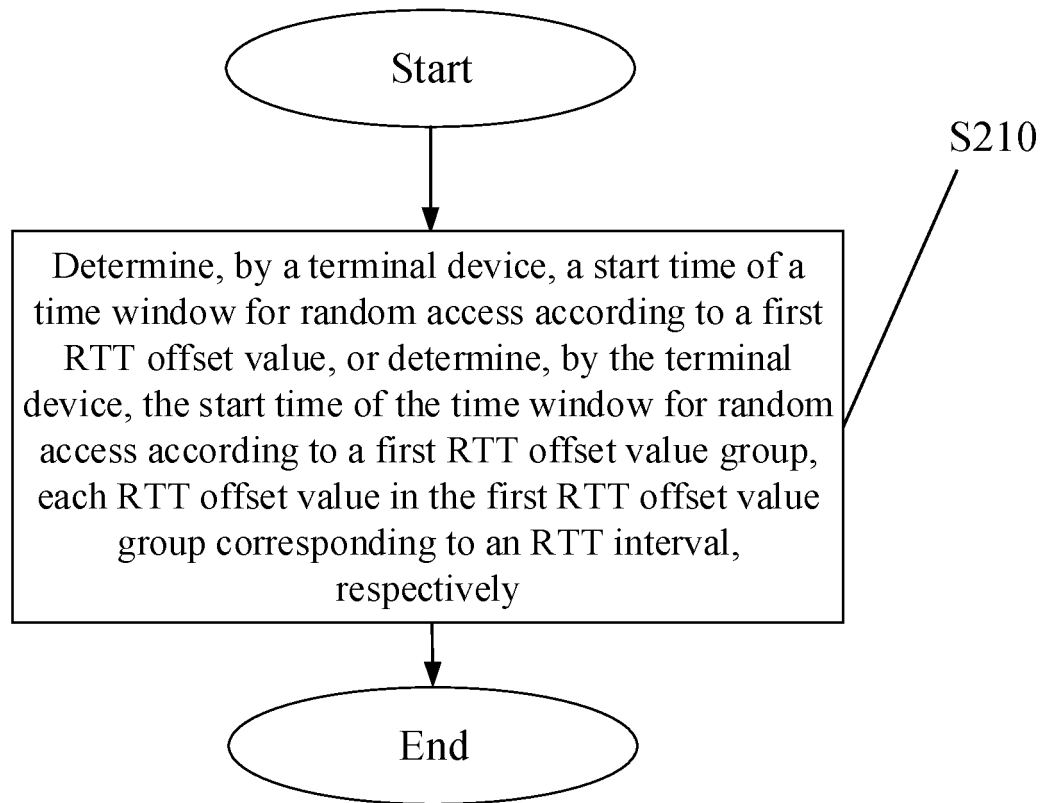 Start
S210
Determine, by a terminal device, a start time of a
time window for random access according to a first
RTT offset value, or determine, by the terminal
device, the start time of the time window for random
access according to a first RTT offset value group,
each RTT offset value in the first RTT offset value
group corresponding to an RTT interval,
respectively
End